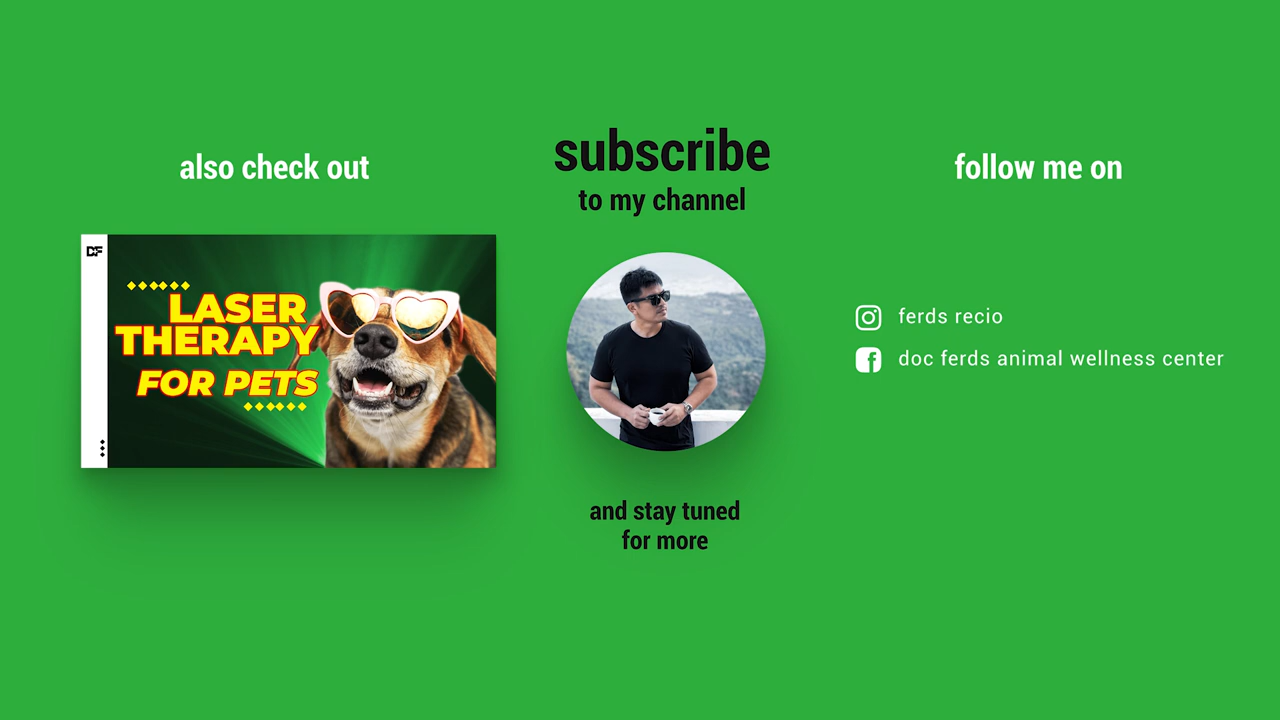 also check out
DF
LASER
THERAPY
FOR PETS
subscribe
to my channel
and stay tuned
for more
follow me on
ferds recio
doc ferds animal wellness center